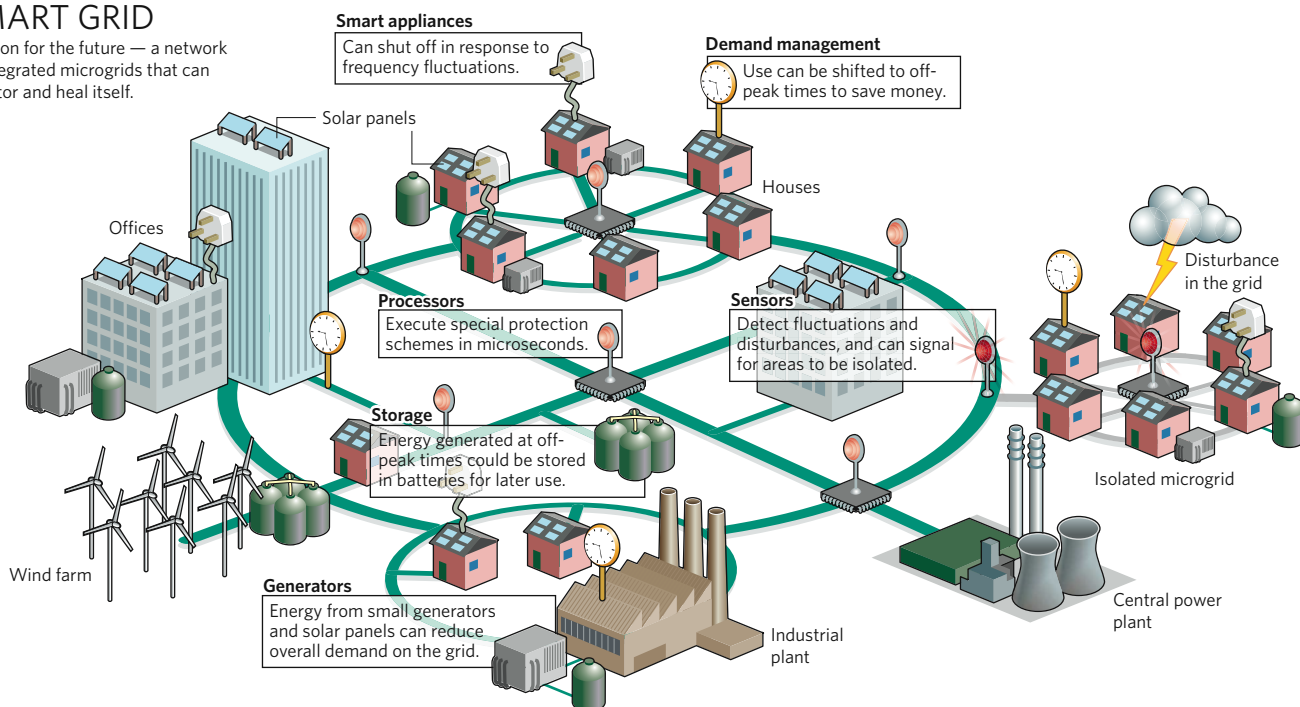 MART GRID
on for the future — a network
egrated microgrids that can
tor and heal itself.
Smart appliances
Can shut off in response to
frequency fluctuations.
Demand management
Use can be shifted to off-
peak times to save money.
Solar panels
Houses
Offices
Disturbance
in the grid
Processors
Execute special protection
schemes in microseconds.
Sensors
Detect fluctuations and
disturbances, and can signal
for areas to be isolated.
Storage
Energy generated at off-
peak times could be stored
in batteries for later use.
Isolated microgrid
Wind farm
Generators
Energy from small generators
and solar panels can reduce
overall demand on the grid.
Industrial
plant
Central power
plant